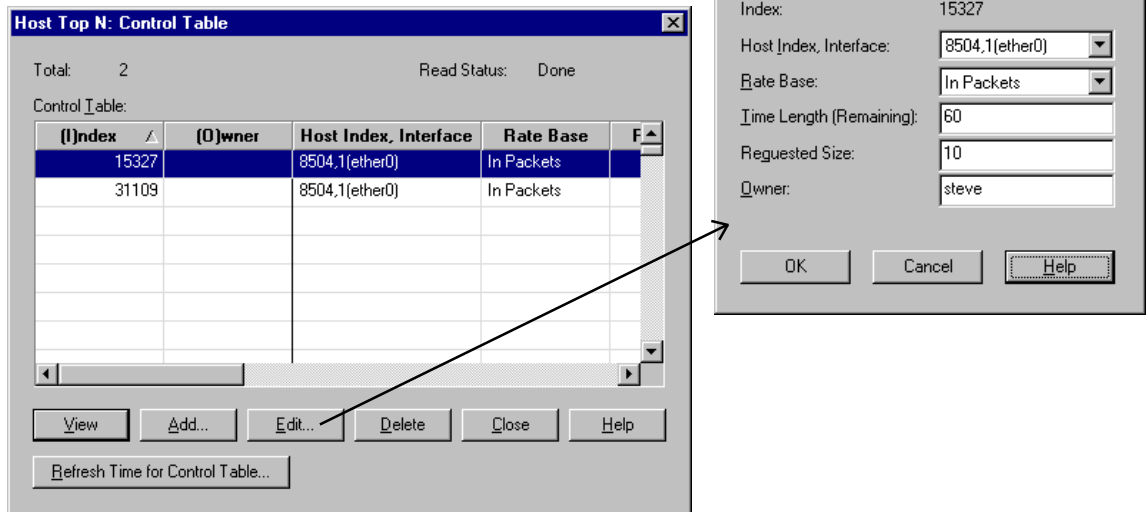 Host Top N: Control Table
Total: 2 Read Status: Done
Control Table:
(I)ndex (O)wner Host Index, Interface Rate Base
15327 8504,1(ether0) In Packets
31109 8504,1(ether0) In Packets
View Add... Edit... Delete Close Help
Refresh Time for Control Table...
Index: 15327
Host Index, Interface: 8504,1(ether0)
Rate Base: In Packets
Time Length (Remaining): 60
Reguested Size: 10
Owner: steve
OK Cancel Help